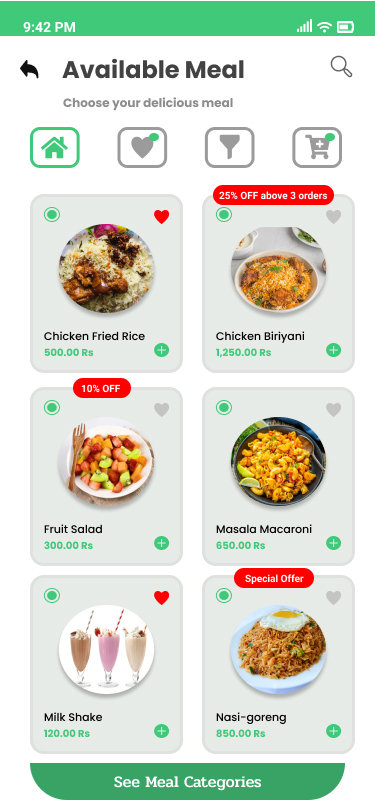 9:42 PM
Available Meal
Choose your delicious meal
25% OFF above 3 orders
Chicken Fried Rice
500.00 Rs
Chicken Biriyani
1,250.00 Rs
10% OFF
Fruit Salad
300.00 Rs
Masala Macaroni
650.00 Rs
Special Offer
Milk Shake
120.00 Rs
Nasi-goreng
850.00 Rs
See Meal Categories